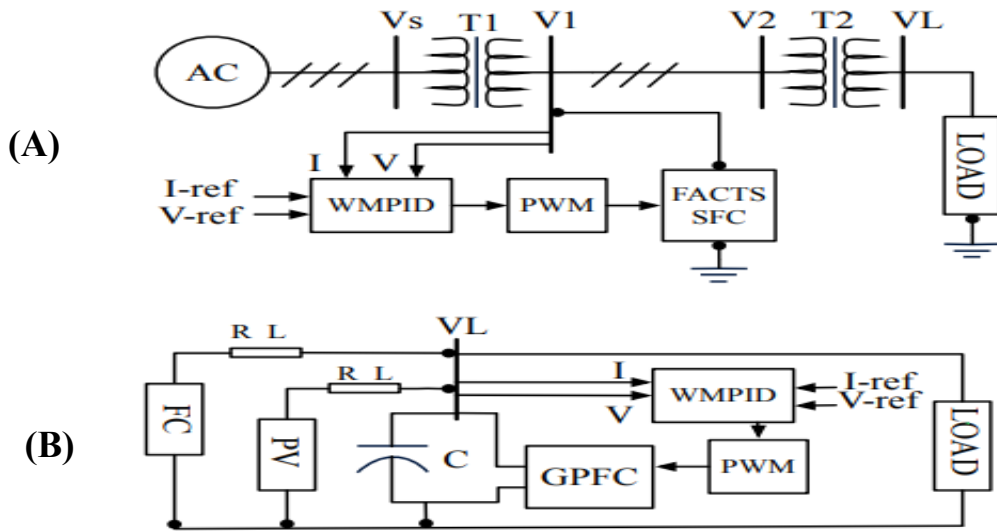 Vs T1 V1 V2 T2 VL
AC
(A)
I V
I-ref
V-ref
WMPID
PWM
FACTS
SFC
LOAD
VL
R L
R L
I
V
WMPID
I-ref
V-ref
FC
PV
C
GPFC
PWM
LOAD
(B)